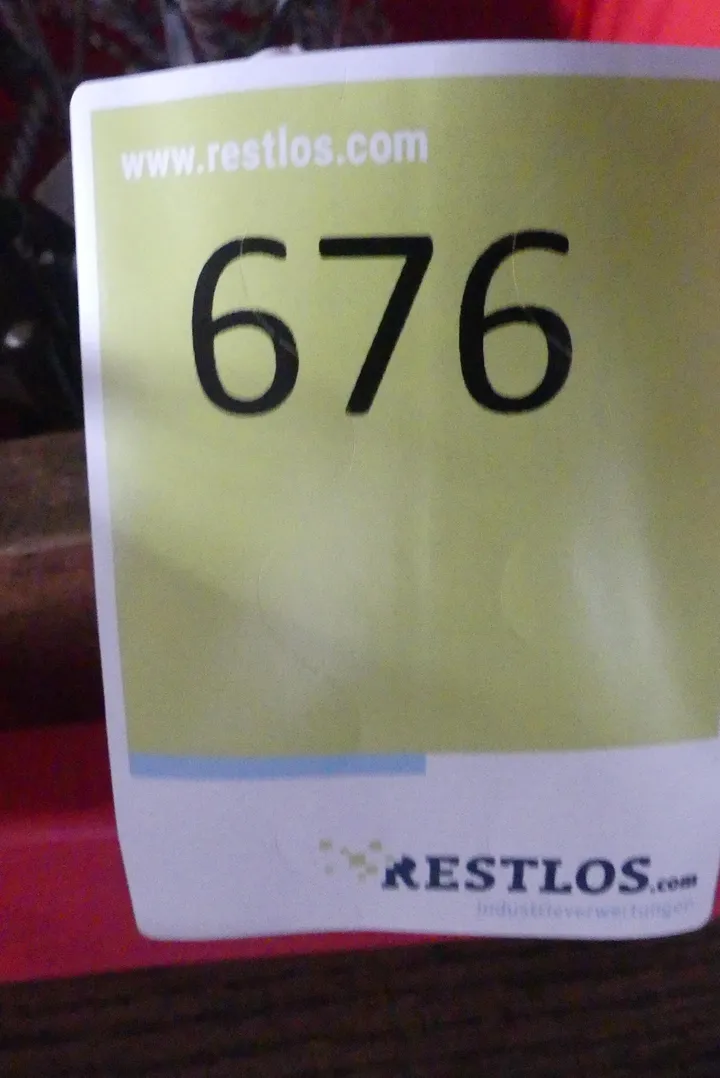 www.restlos.com
676
RESTLOS.com
Industrieverwertungen